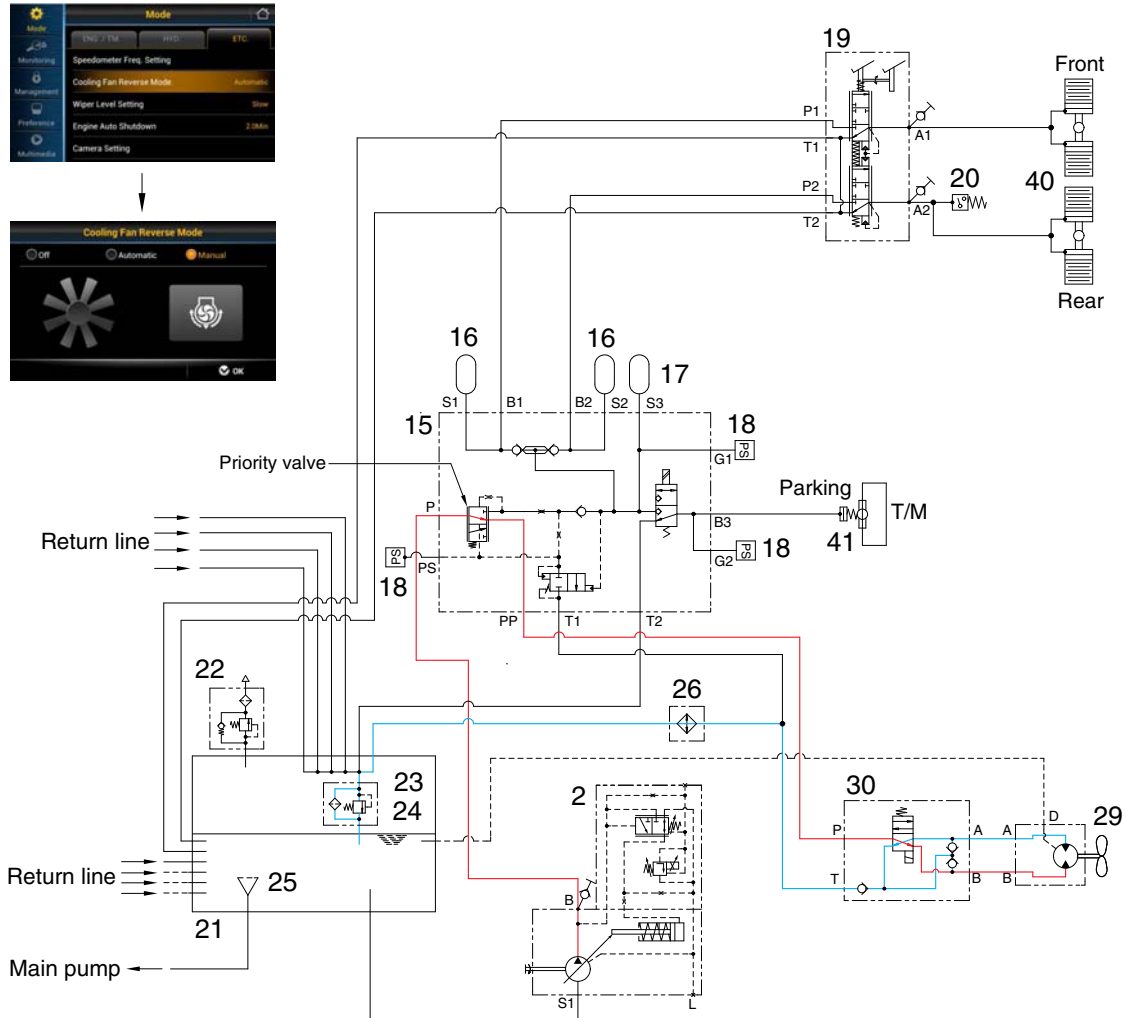 Mode
Mode
ENG. / TM.
HYD.
ETC.
Monitoring
Speedometer Freq. Setting
Cooling Fan Reverse Mode
Automatic
Management
Wiper Level Setting
Slow
Preference
Engine Auto Shutdown
2.0Min
Multimedia
Camera Setting
Cooling Fan Reverse Mode
Off
Automatic
Manual
OK
19
Front
P1
A1
T1
P2
20
40
A2
T2
Rear
16
16
17
S1
B1
B2
S2
S3
15
18
PS
G1
Priority valve
P
Parking
T/M
B3
41
Return line
PS
18
PS
PS
18
G2
PP
T1
T2
22
26
23
24
2
30
29
D
P
A
A
T
B
B
Return line
25
21
B
Main pump
S1
L